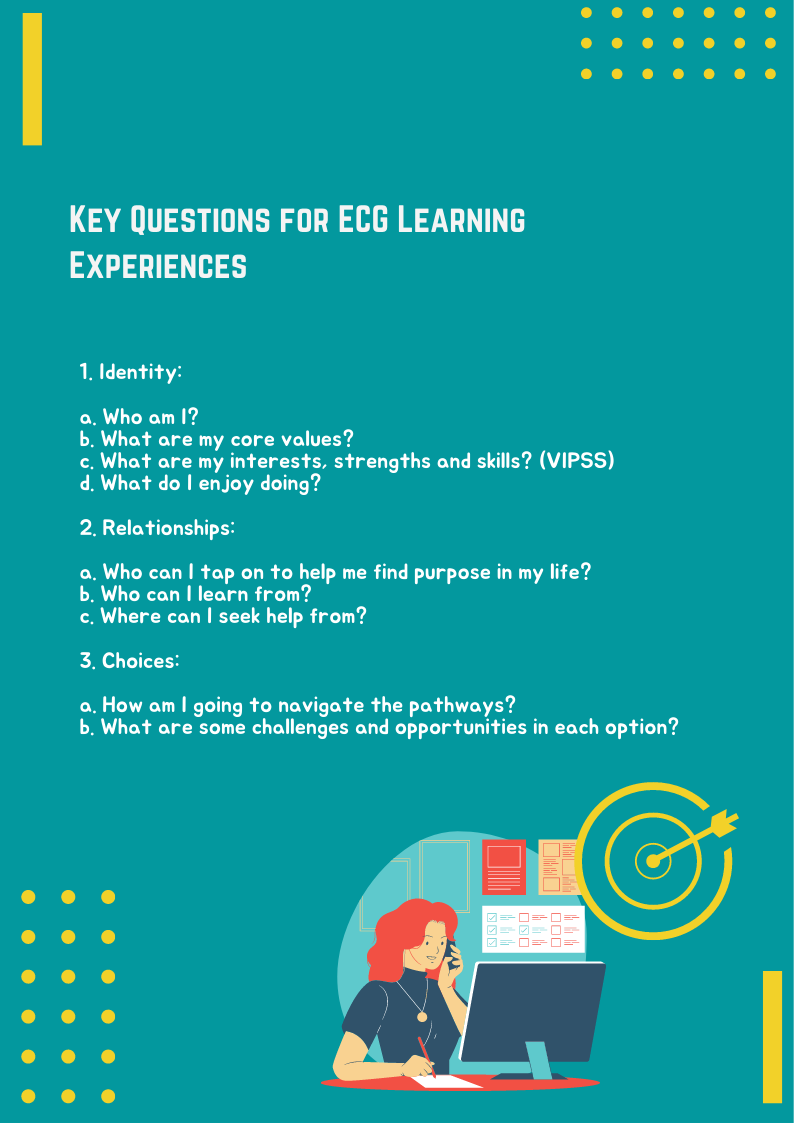 Key Questions for ECG Learning
Experiences
1. Identity:
a. Who am I?
b. What are my core values?
c. What are my interests, strengths and skills? (VIPSS)
d. What do I enjoy doing?
2. Relationships:
a. Who can I tap on to help me find purpose in my life?
b. Who can I learn from?
c. Where can I seek help from?
3. Choices:
a. How am I going to navigate the pathways?
b. What are some challenges and opportunities in each option?